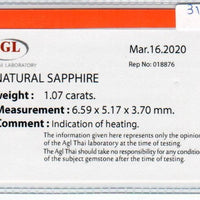 31
Mar.16.2020
GL
AI LABORATORY
Rep No: 018876
NATURAL SAPPHIRE
weight : 1.07 carats.
Measurement : 6.59 x 5.17 x 3.70 mm.
Comment : Indication of heating.
The information given here represents only the opinion
of the Agl Thai Laboratory at the time of testing.
The Agl Thai should take no responsibility for any condition
of the subject gemstone after the time of testing.